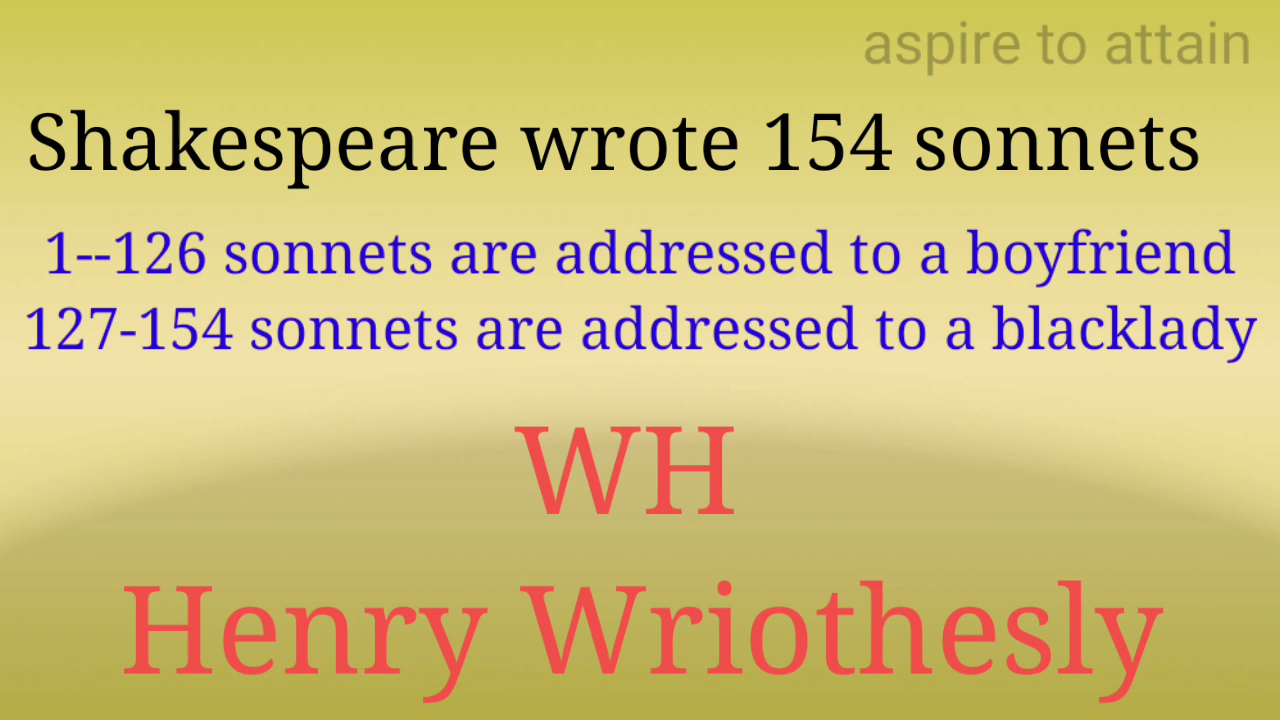 aspire to attain
Shakespeare wrote 154 sonnets
1--126 sonnets are addressed to a boyfriend
127-154 sonnets are addressed to a blacklady
WH
Henry Wriothesly